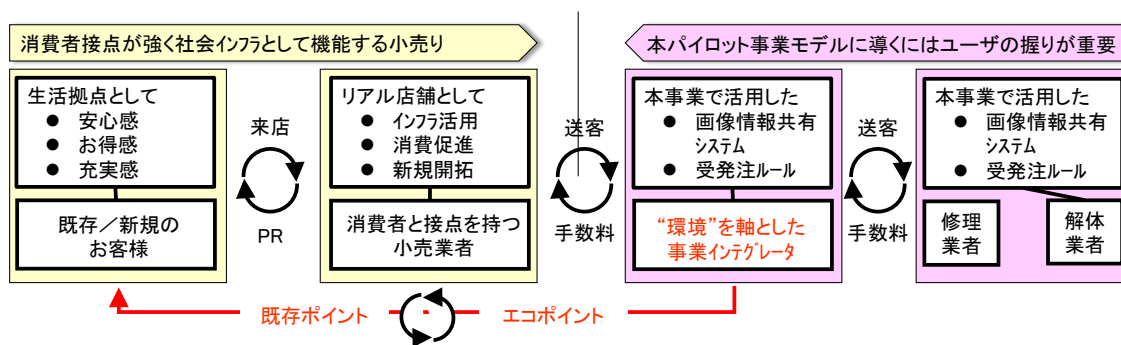 消費者接点が強く社会インフラとして機能する小売り
本パイロット事業モデルに導くにはユーザの握りが重要
生活拠点として
● 安心感
● お得感
● 充実感
既存／新規の
お客様
来店
PR
リアル店舗として
● インフラ活用
● 消費促進
● 新規開拓
消費者と接点を持つ
小売業者
送客
手数料
本事業で活用した
● 画像情報共有
システム
● 受発注ルール
“環境”を軸とした
事業インテグレータ
送客
手数料
本事業で活用した
● 画像情報共有
システム
● 受発注ルール
修理
業者
解体
業者
既存ポイント
エコポイント